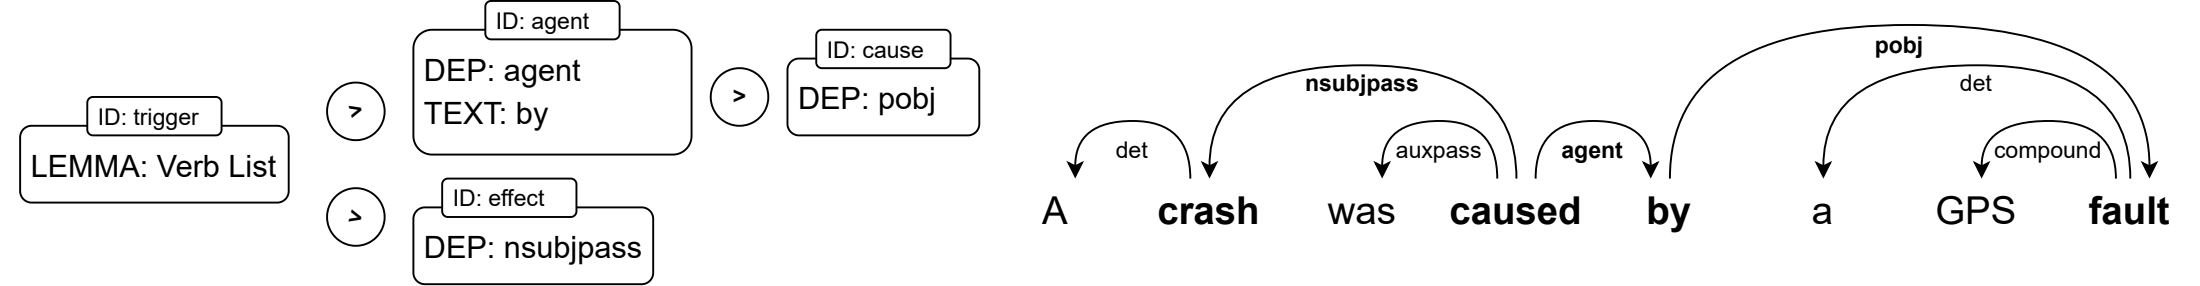 ID: agent
DEP: agent
TEXT: by
>
ID: cause
DEP: pobj
ID: trigger
LEMMA: Verb List
>
>
ID: effect
DEP: nsubjpass
pobj
nsubjpass
det
det
auxpass
agent
compound
A crash was caused by a GPS fault